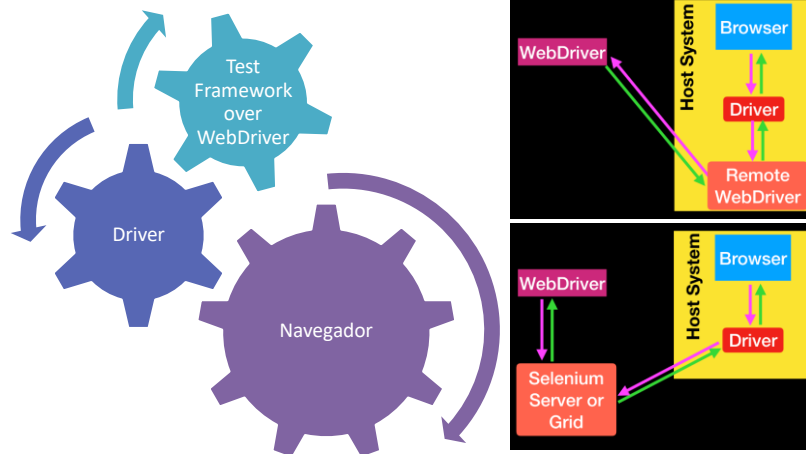 Test
Framework
over
WebDriver
Driver
Navegador
WebDriver
Host System
Browser
Driver
Remote
WebDriver
WebDriver
Host System
Browser
Driver
Selenium
Server or
Grid